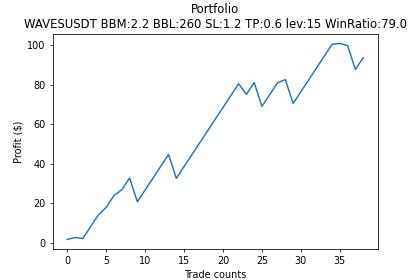 Portfolio
WAVESUSDT BBM:2.2 BBL:260 SL:1.2 TP:0.6 lev:15 WinRatio:79.0
100
80
60
40
20
0
Profit ($)
0 5 10 15 20 25 30 35
Trade counts